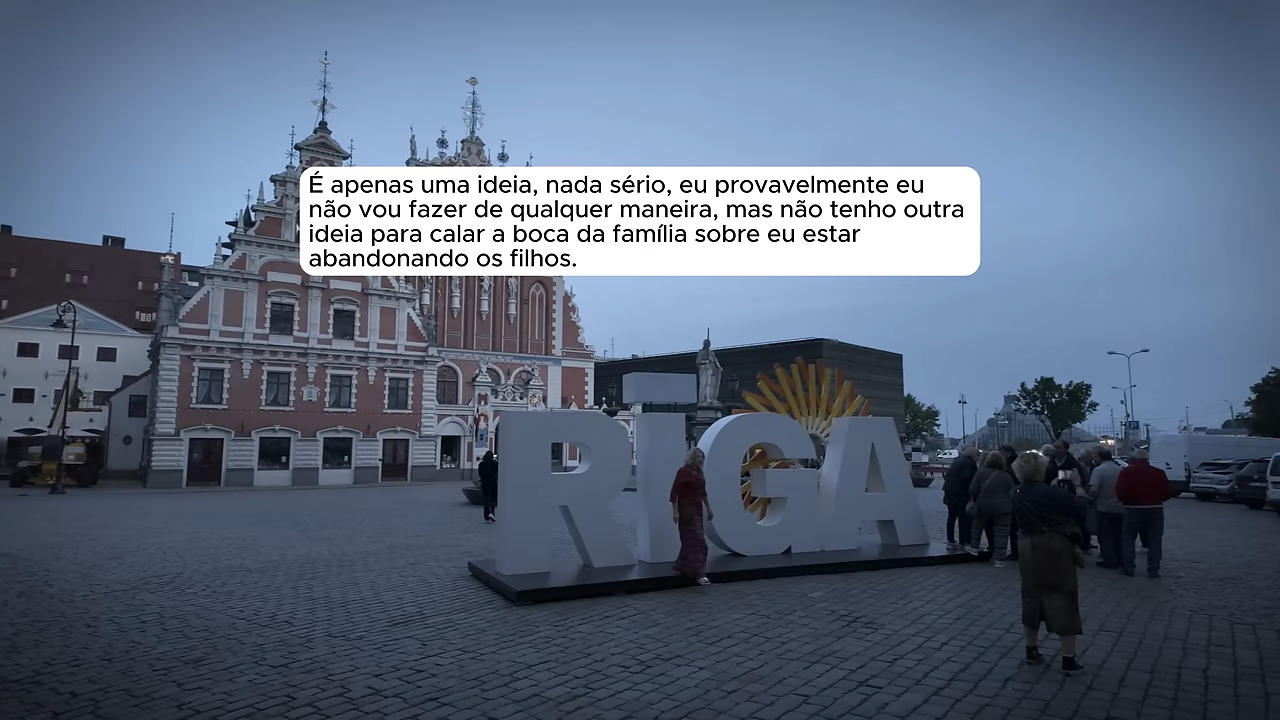 É apenas uma ideia, nada sério, eu provavelmente eu
não vou fazer de qualquer maneira, mas não tenho outra
ideia para calar a boca da família sobre eu estar
abandonando os filhos.
RIGA